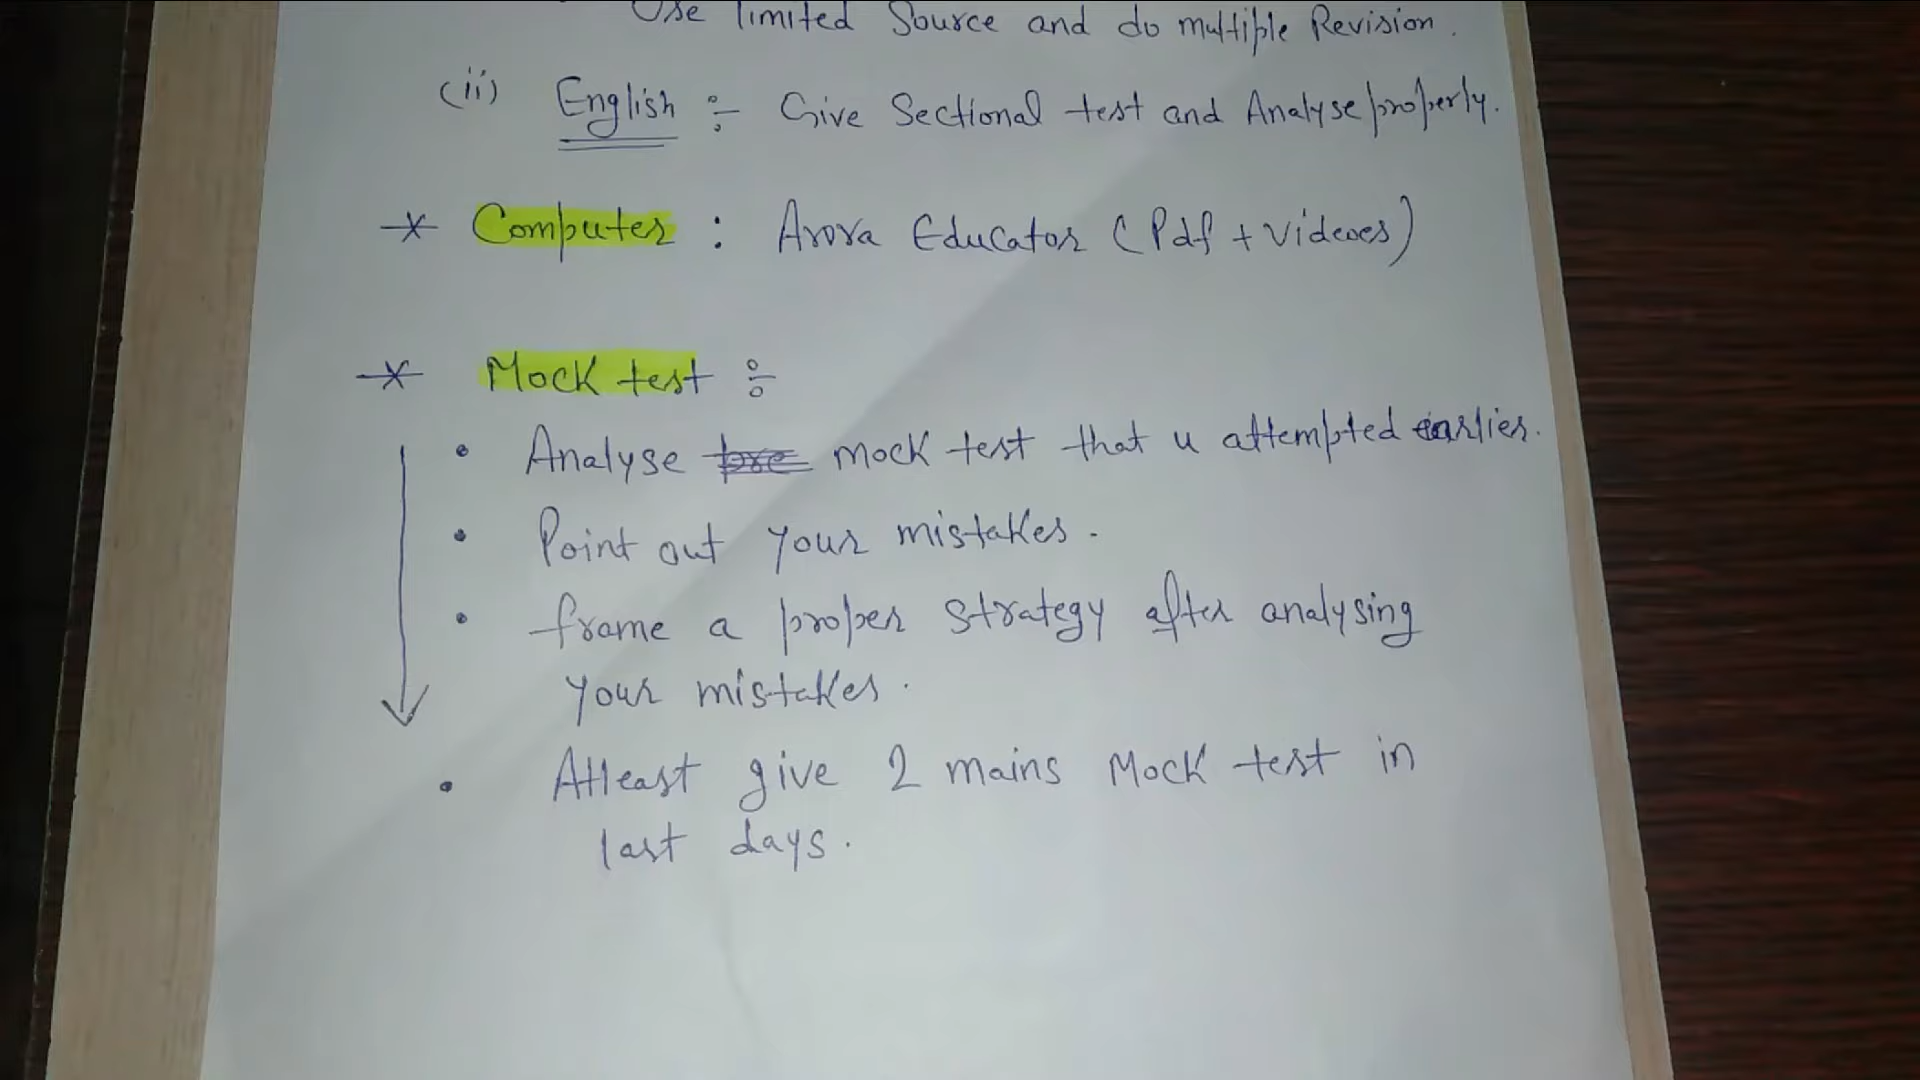 Use limited Source and do multiple Revision.
(ii) English ÷ Give Sectional test and Analyse properly.
* Computer : Arora Educator (Pdf + videoes)
* Mock test ÷
• Analyse mock test that u attempted earlier.
• Point out your mistakes.
• frame a proper strategy after analysing
your mistakes.
• Atleast give 2 mains Mock test in
last days.